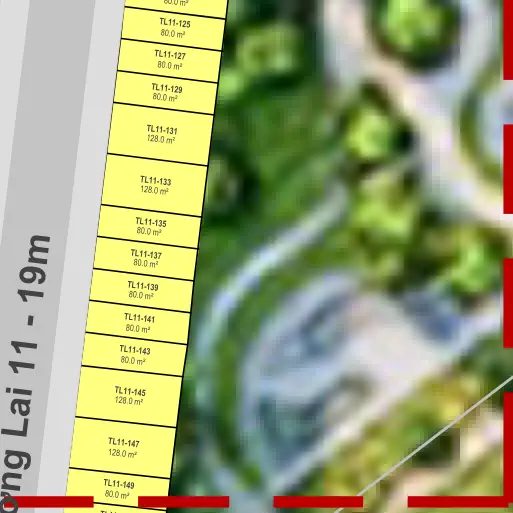 80.0 m²
TL11-125
80.0 m²
TL11-127
80.0 m²
TL11-129
80.0 m²
TL11-131
128.0 m²
TL11-133
128.0 m²
TL11-135
80.0 m²
TL11-137
80.0 m²
TL11-139
80.0 m²
TL11-141
80.0 m²
TL11-143
80.0 m²
TL11-145
128.0 m²
TL11-147
128.0 m²
TL11-149
80.0 m²
Lai 11 - 19m